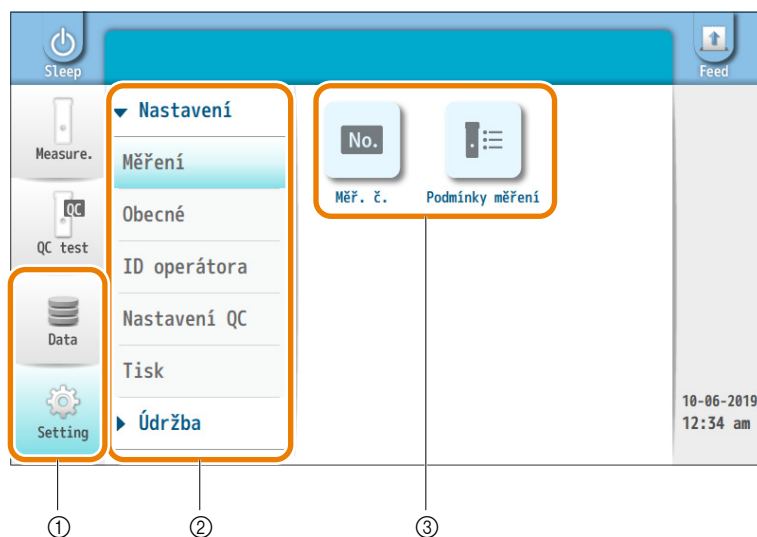 Sleep
Feed
Measure.
QC
QC test
Data
Setting
▼ Nastavení
Měření
Obecné
ID operátora
Nastavení QC
Tisk
▶ Údržba
No.
Měř. č.
Podmínky měření
10-06-2019
12:34 am
① ② ③